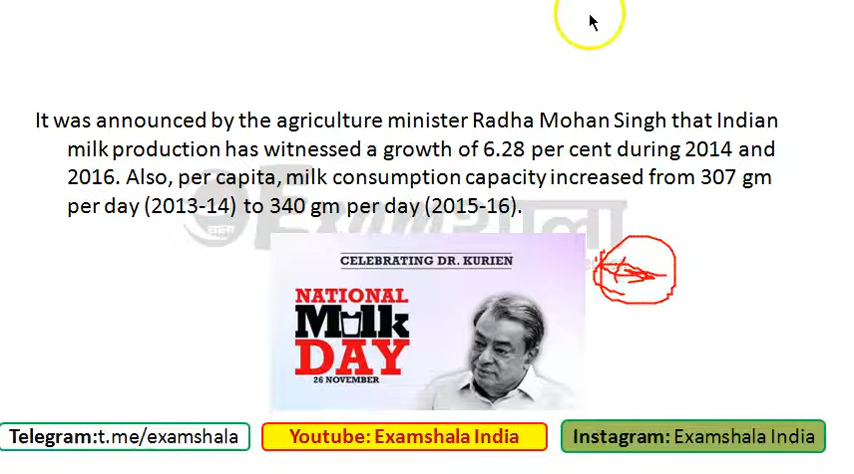 It was announced by the agriculture minister Radha Mohan Singh that Indian
milk production has witnessed a growth of 6.28 per cent during 2014 and
2016. Also, per capita, milk consumption capacity increased from 307 gm
per day (2013-14) to 340 gm per day (2015-16).
Examशाला
CELEBRATING DR. KURIEN
NATIONAL
Milk
DAY
26 NOVEMBER
Telegram:t.me/examshala
Youtube: Examshala India
Instagram: Examshala India